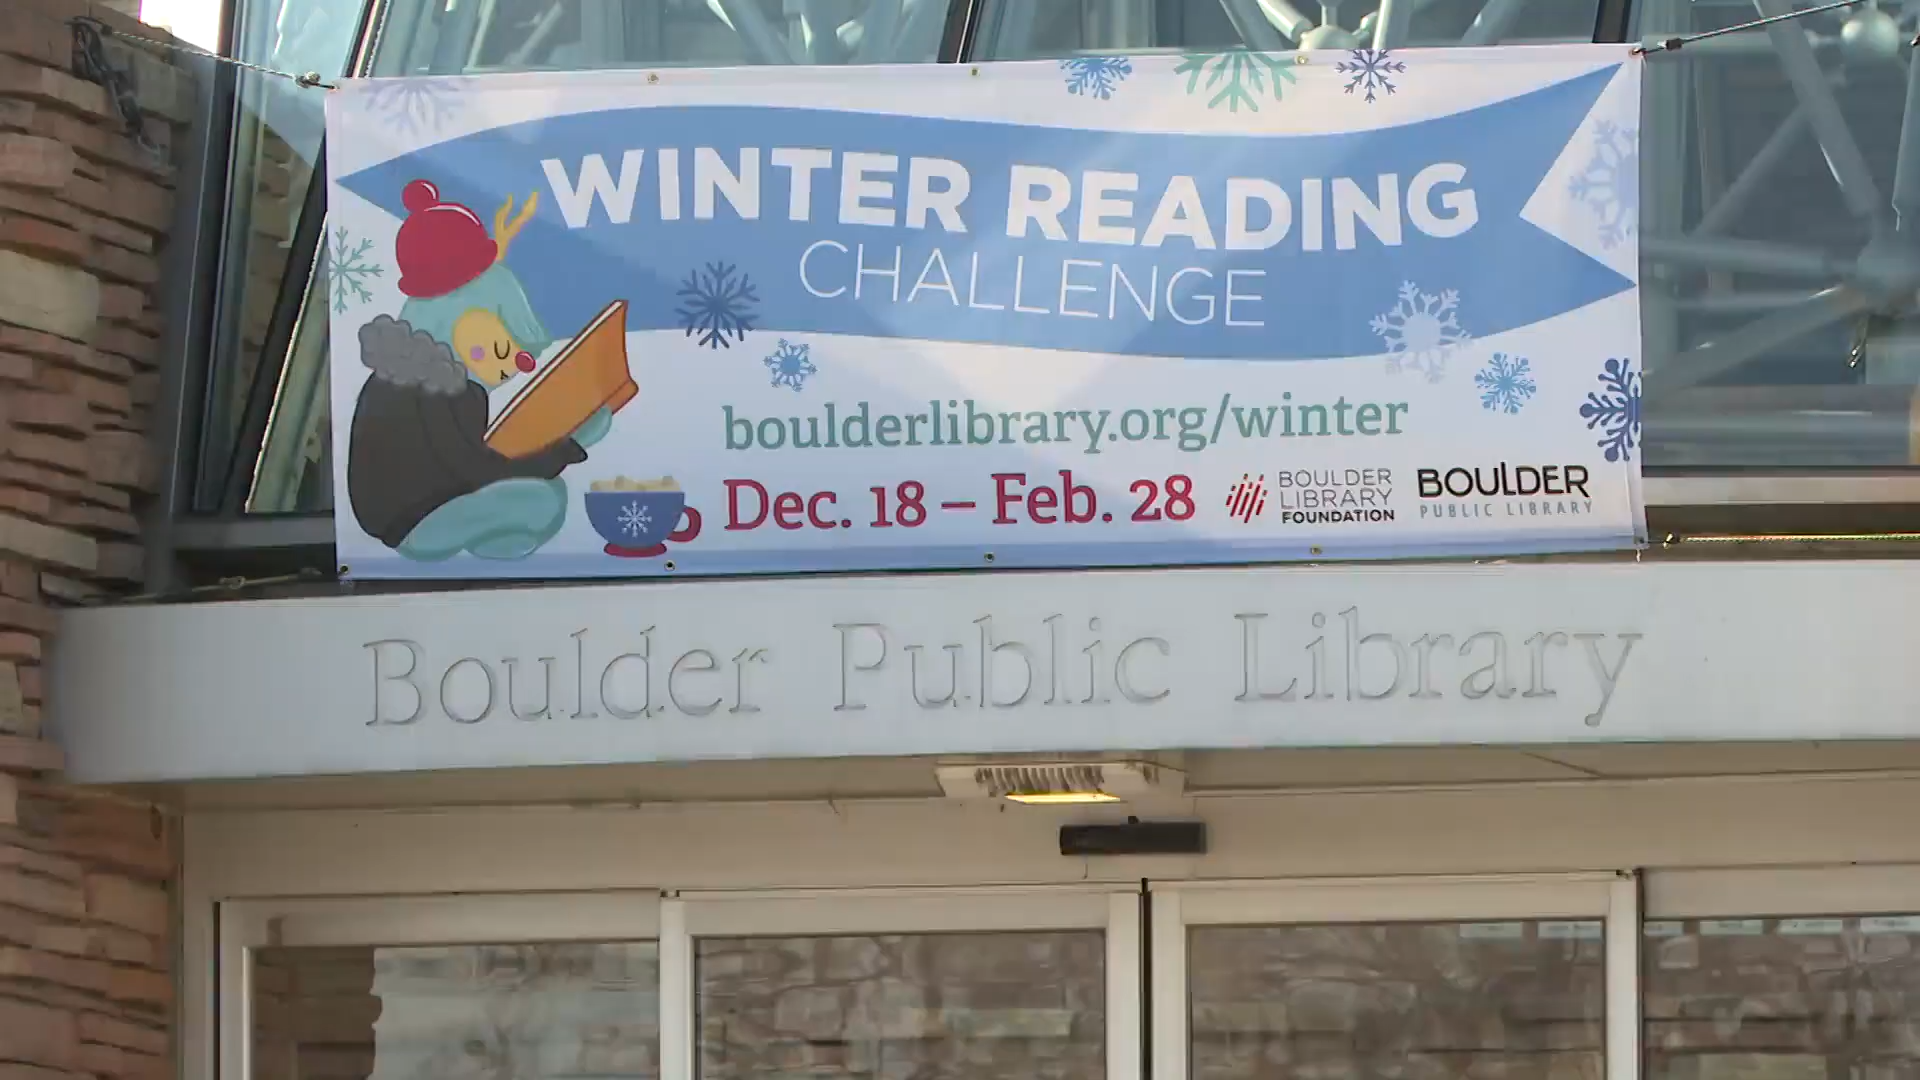 WINTER READING
CHALLENGE
boulderlibrary.org/winter
Dec. 18 – Feb. 28
BOULDER
LIBRARY
FOUNDATION
BOULDER
PUBLIC LIBRARY
Boulder Public Library